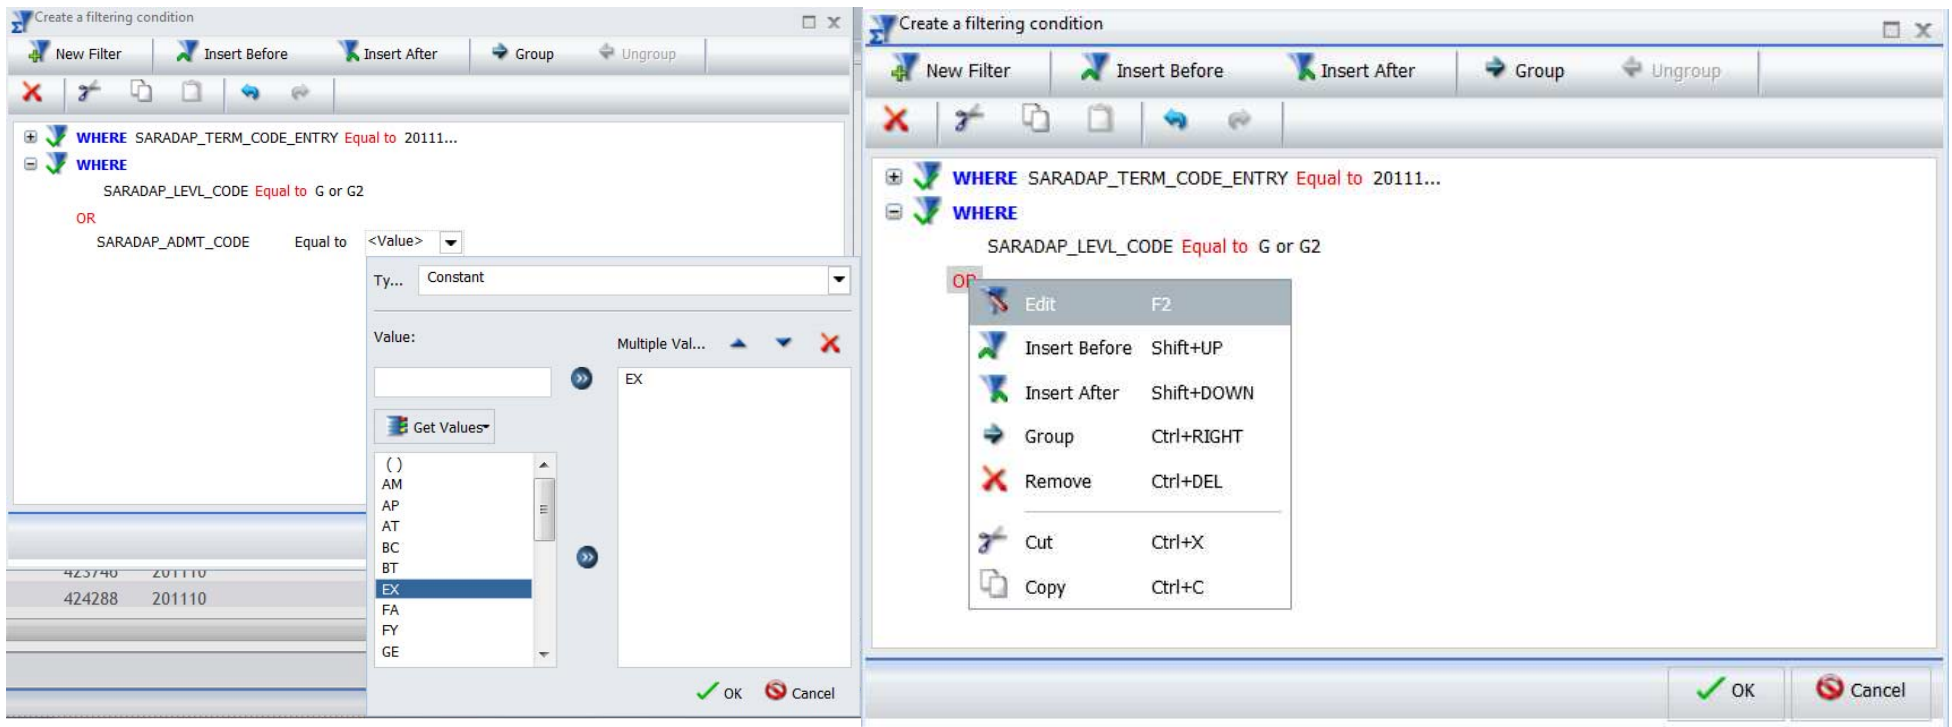 Create a filtering condition
New Filter Insert Before Insert After Group Ungroup
WHERE SARADAP_TERM_CODE_ENTRY Equal to 20111...
WHERE
SARADAP_LEVL_CODE Equal to G or G2
OR
SARADAP_ADMT_CODE Equal to <Value>
Ty... Constant
Value:
Multiple Val...
EX
Get Values
( )
AM
AP
AT
BC
BT
EX
FA
FY
GE
OK Cancel
423746 201110
424288 201110
Create a filtering condition
New Filter Insert Before Insert After Group Ungroup
WHERE SARADAP_TERM_CODE_ENTRY Equal to 20111...
WHERE
SARADAP_LEVL_CODE Equal to G or G2
OR
Edit F2
Insert Before Shift+UP
Insert After Shift+DOWN
Group Ctrl+RIGHT
Remove Ctrl+DEL
Cut Ctrl+X
Copy Ctrl+C
OK Cancel